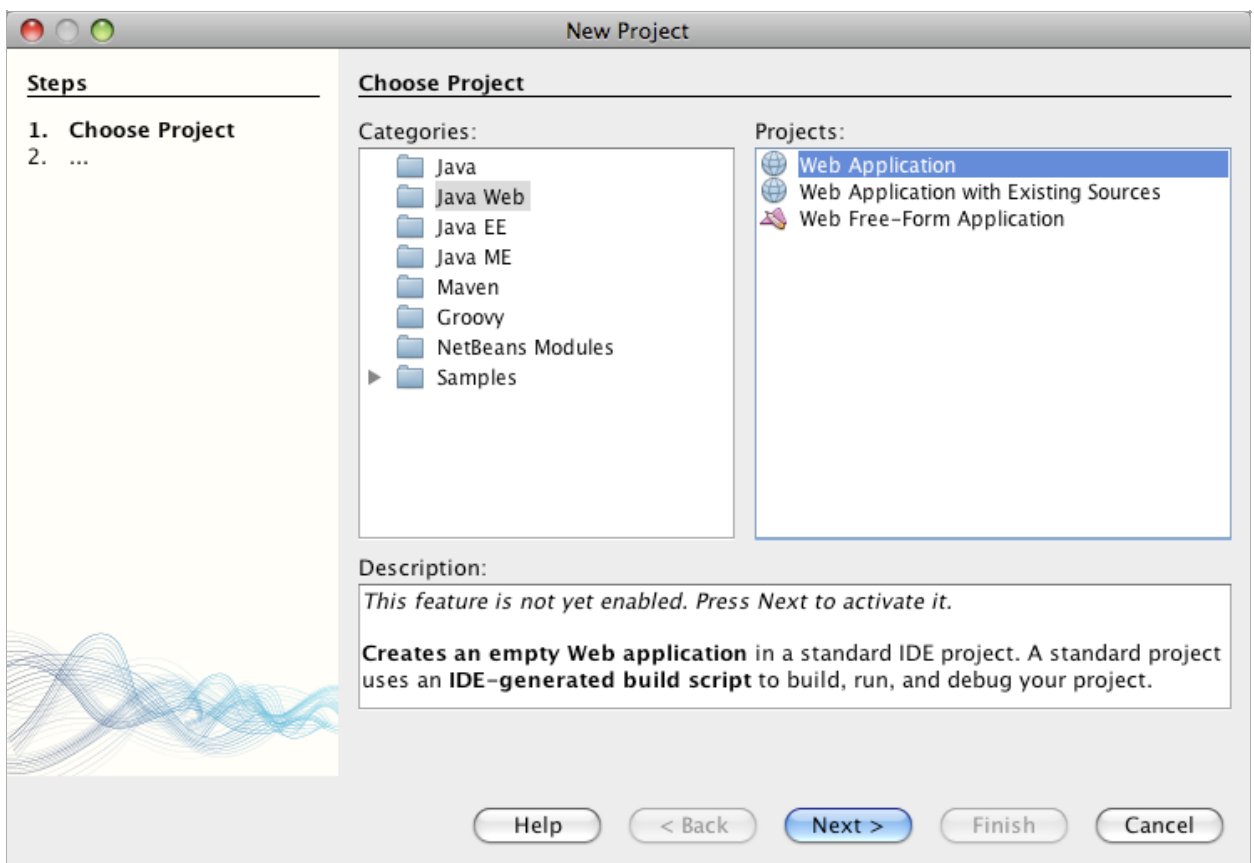 New Project
Steps
1. Choose Project
2. ...
Choose Project
Categories:
Java
Java Web
Java EE
Java ME
Maven
Groovy
NetBeans Modules
Samples
Projects:
Web Application
Web Application with Existing Sources
Web Free-Form Application
Description:
This feature is not yet enabled. Press Next to activate it.
Creates an empty Web application in a standard IDE project. A standard project
uses an IDE-generated build script to build, run, and debug your project.
Help
< Back
Next >
Finish
Cancel